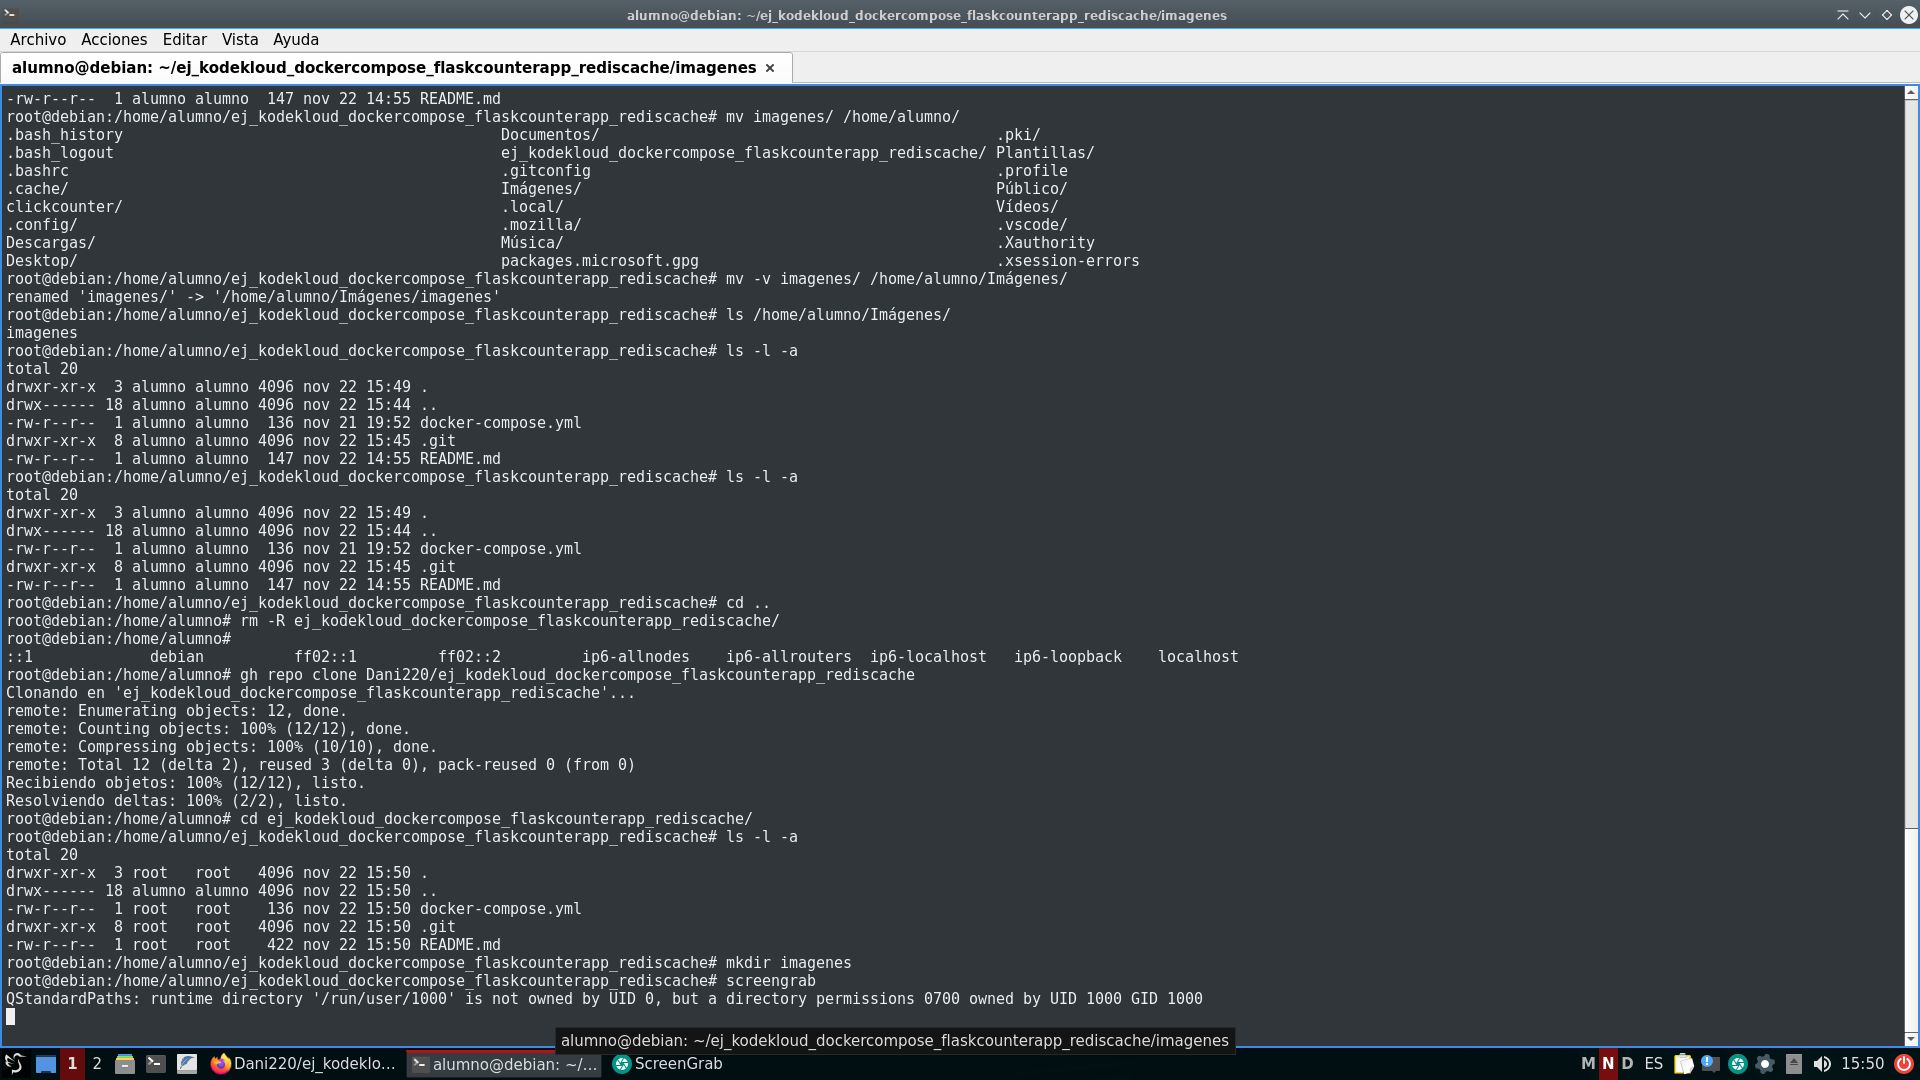 alumno@debian: ~/ej_kodekloud_dockercompose_flaskcounterapp_rediscache/imagenes
Archivo Acciones Editar Vista Ayuda
alumno@debian: ~/ej_kodekloud_dockercompose_flaskcounterapp_rediscache/imagenes ×
-rw-r--r--  1 alumno alumno  147 nov 22 14:55 README.md
root@debian:/home/alumno/ej_kodekloud_dockercompose_flaskcounterapp_rediscache# mv imagenes/ /home/alumno/
.bash_history Documentos/ .pki/
.bash_logout ej_kodekloud_dockercompose_flaskcounterapp_rediscache/ Plantillas/
.bashrc .gitconfig .profile
.cache/ Imágenes/ Público/
clickcounter/ .local/ Vídeos/
.config/ .mozilla/ .vscode/
Descargas/ Música/ .Xauthority
Desktop/ packages.microsoft.gpg .xsession-errors
root@debian:/home/alumno/ej_kodekloud_dockercompose_flaskcounterapp_rediscache# mv -v imagenes/ /home/alumno/Imágenes/
renamed 'imagenes/' -> '/home/alumno/Imágenes/imagenes'
root@debian:/home/alumno/ej_kodekloud_dockercompose_flaskcounterapp_rediscache# ls /home/alumno/Imágenes/
imagenes
root@debian:/home/alumno/ej_kodekloud_dockercompose_flaskcounterapp_rediscache# ls -l -a
total 20
drwxr-xr-x  3 alumno alumno 4096 nov 22 15:49 .
drwx------ 18 alumno alumno 4096 nov 22 15:44 ..
-rw-r--r--  1 alumno alumno  136 nov 21 19:52 docker-compose.yml
drwxr-xr-x  8 alumno alumno 4096 nov 22 15:45 .git
-rw-r--r--  1 alumno alumno  147 nov 22 14:55 README.md
root@debian:/home/alumno/ej_kodekloud_dockercompose_flaskcounterapp_rediscache# ls -l -a
total 20
drwxr-xr-x  3 alumno alumno 4096 nov 22 15:49 .
drwx------ 18 alumno alumno 4096 nov 22 15:44 ..
-rw-r--r--  1 alumno alumno  136 nov 21 19:52 docker-compose.yml
drwxr-xr-x  8 alumno alumno 4096 nov 22 15:45 .git
-rw-r--r--  1 alumno alumno  147 nov 22 14:55 README.md
root@debian:/home/alumno/ej_kodekloud_dockercompose_flaskcounterapp_rediscache# cd ..
root@debian:/home/alumno# rm -R ej_kodekloud_dockercompose_flaskcounterapp_rediscache/
root@debian:/home/alumno#
::1 debian ff02::1 ff02::2 ip6-allnodes ip6-allrouters ip6-localhost ip6-loopback localhost
root@debian:/home/alumno# gh repo clone Dani220/ej_kodekloud_dockercompose_flaskcounterapp_rediscache
Clonando en 'ej_kodekloud_dockercompose_flaskcounterapp_rediscache'...
remote: Enumerating objects: 12, done.
remote: Counting objects: 100% (12/12), done.
remote: Compressing objects: 100% (10/10), done.
remote: Total 12 (delta 2), reused 3 (delta 0), pack-reused 0 (from 0)
Recibiendo objetos: 100% (12/12), listo.
Resolviendo deltas: 100% (2/2), listo.
root@debian:/home/alumno# cd ej_kodekloud_dockercompose_flaskcounterapp_rediscache/
root@debian:/home/alumno/ej_kodekloud_dockercompose_flaskcounterapp_rediscache# ls -l -a
total 20
drwxr-xr-x  3 root   root   4096 nov 22 15:50 .
drwx------ 18 alumno alumno 4096 nov 22 15:50 ..
-rw-r--r--  1 root   root    136 nov 22 15:50 docker-compose.yml
drwxr-xr-x  8 root   root   4096 nov 22 15:50 .git
-rw-r--r--  1 root   root    422 nov 22 15:50 README.md
root@debian:/home/alumno/ej_kodekloud_dockercompose_flaskcounterapp_rediscache# mkdir imagenes
root@debian:/home/alumno/ej_kodekloud_dockercompose_flaskcounterapp_rediscache# screengrab
QStandardPaths: runtime directory '/run/user/1000' is not owned by UID 0, but a directory permissions 0700 owned by UID 1000 GID 1000
alumno@debian: ~/ej_kodekloud_dockercompose_flaskcounterapp_rediscache/imagenes
1 2 Dani220/ej_kodeklo... alumno@debian: ~/... ScreenGrab M N D ES 15:50